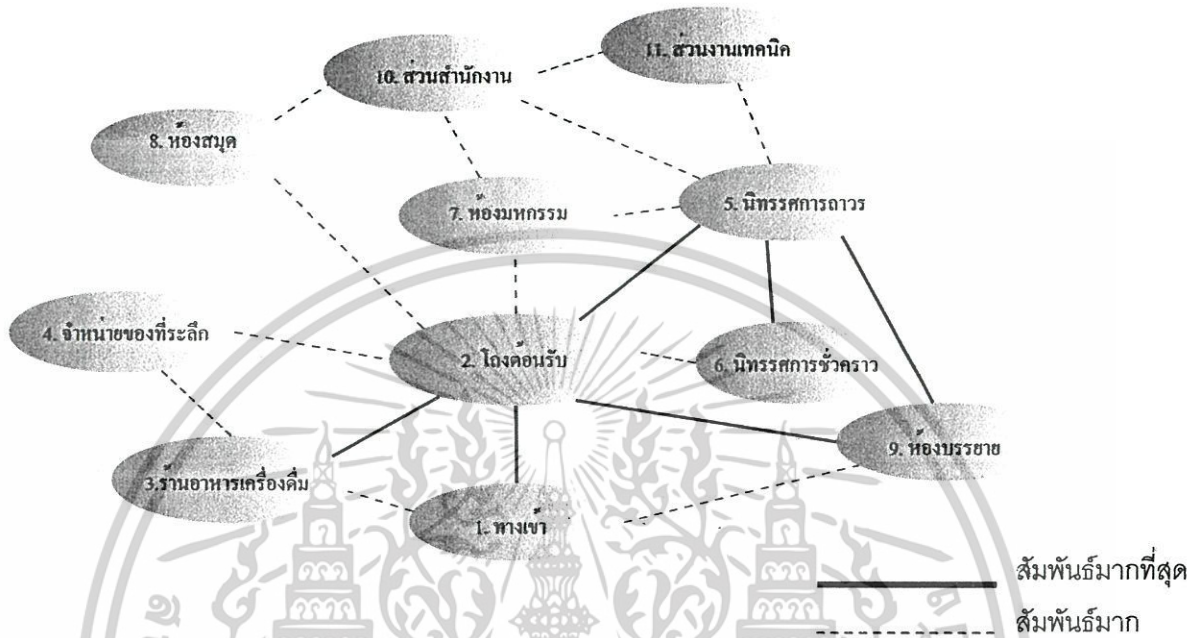 11. ส่วนงานเทคนิค
10. ส่วนสำนักงาน
8. ห้องสมุด
5. นิทรรศการถาวร
7. ห้องมหกรรม
4. จำหน่ายของที่ระลึก
2. โถงต้อนรับ
6. นิทรรศการชั่วคราว
9. ห้องบรรยาย
3.ร้านอาหารเครื่องดื่ม
1. ทางเข้า
สัมพันธ์มากที่สุด
สัมพันธ์มาก